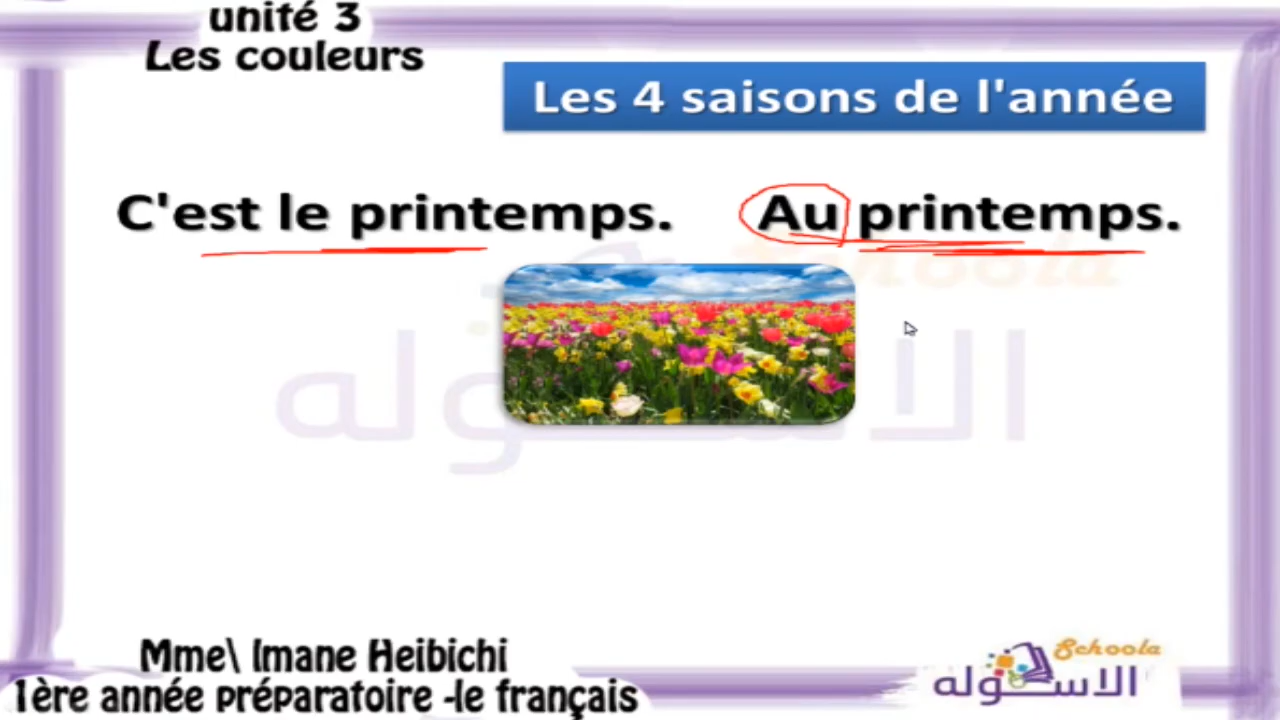 unité 3
Les couleurs
Les 4 saisons de l'année
C'est le printemps. Au printemps.
Mme\ Imane Heibichi
1ère année préparatoire -le français
Schoola
الاسكوله